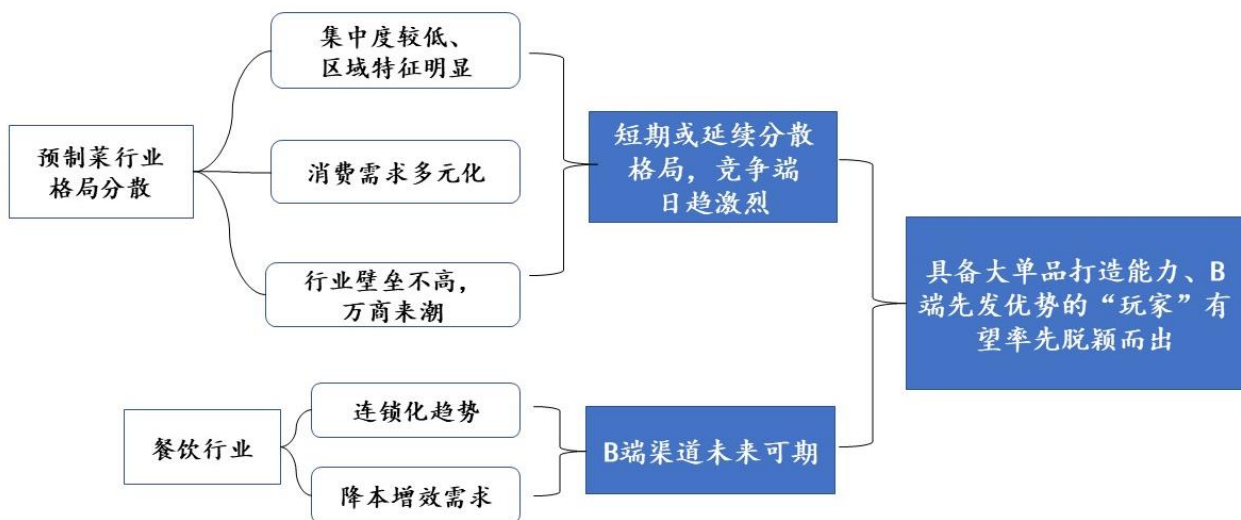 集中度较低、
区域特征明显
预制菜行业
格局分散
消费需求多元化
行业壁垒不高，
万商来潮
短期或延续分散
格局，竞争端
日趋激烈
具备大单品打造能力、B
端先发优势的“玩家”有
望率先脱颖而出
餐饮行业
连锁化趋势
降本增效需求
B端渠道未来可期